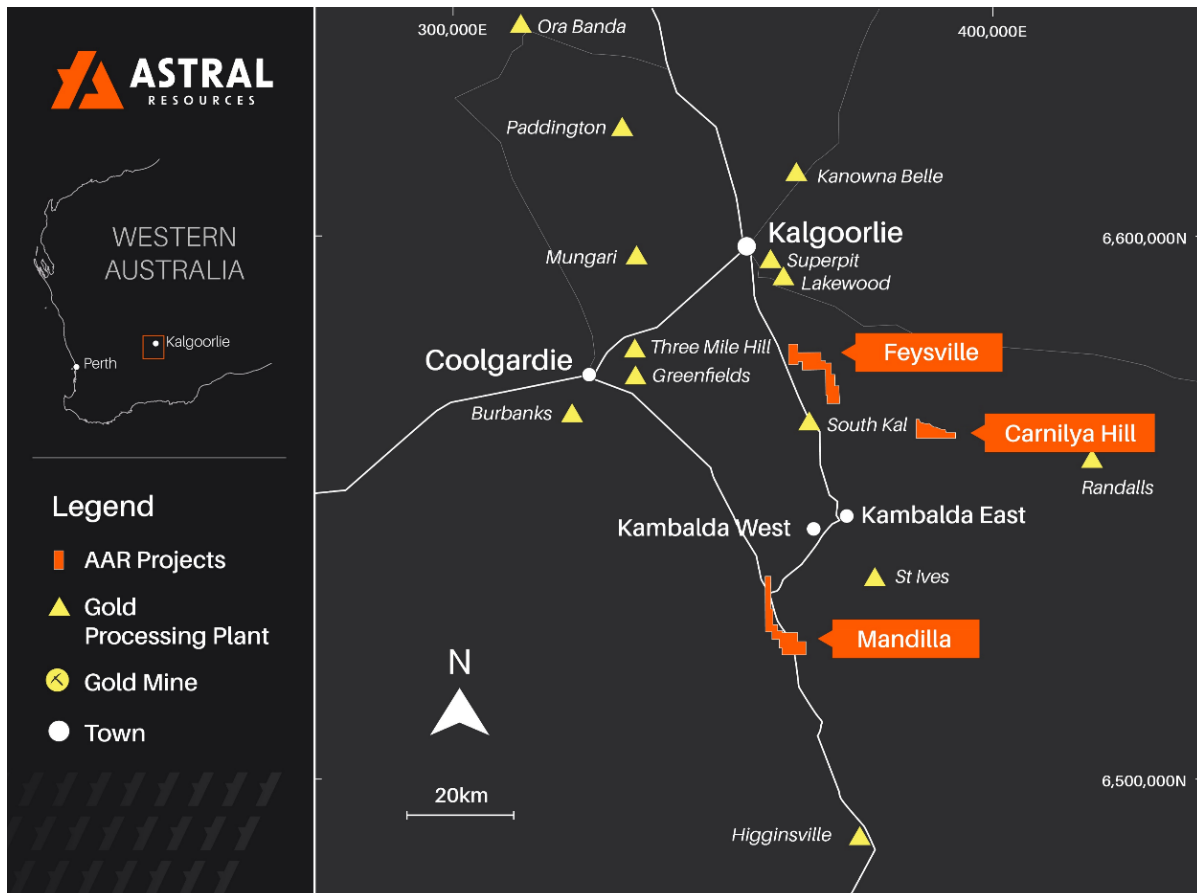 ASTRAL
RESOURCES
WESTERN
AUSTRALIA
Kalgoorlie
Perth
Legend
AAR Projects
Gold
Processing Plant
Gold Mine
Town
300,000E
400,000E
Ora Banda
Paddington
Kanowna Belle
Kalgoorlie
6,600,000N
Mungari
Superpit
Lakewood
Three Mile Hill
Feysville
Coolgardie
Greenfields
Burbanks
South Kal
Carnilya Hill
Randalls
Kambalda East
Kambalda West
St Ives
Mandilla
N
20km
6,500,000N
Higginsville